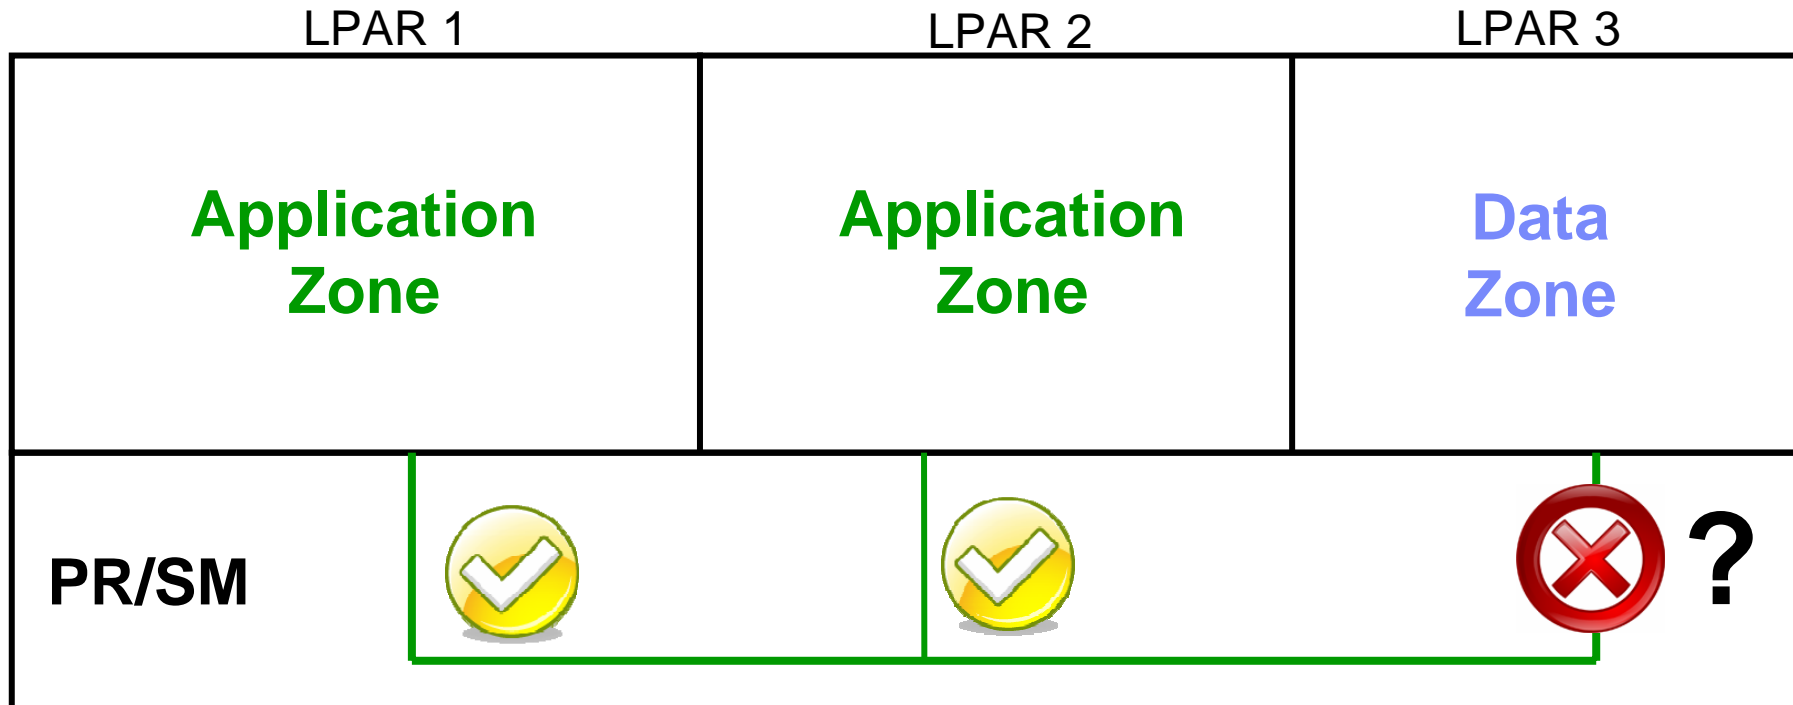 LPAR 1
LPAR 2
LPAR 3
Application
Zone
Application
Zone
Data
Zone
PR/SM
?